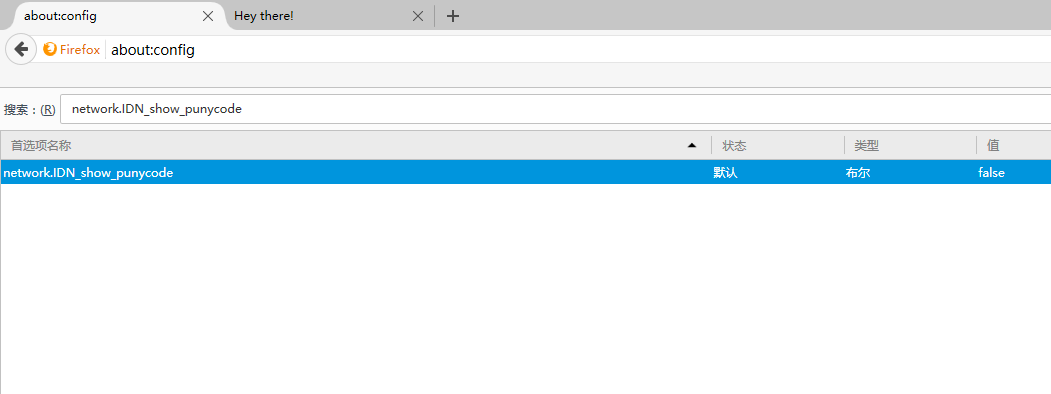 about:config Hey there!
Firefox about:config
搜索：(R) network.IDN_show_punycode
首选项名称 状态 类型 值
network.IDN_show_punycode 默认 布尔 false